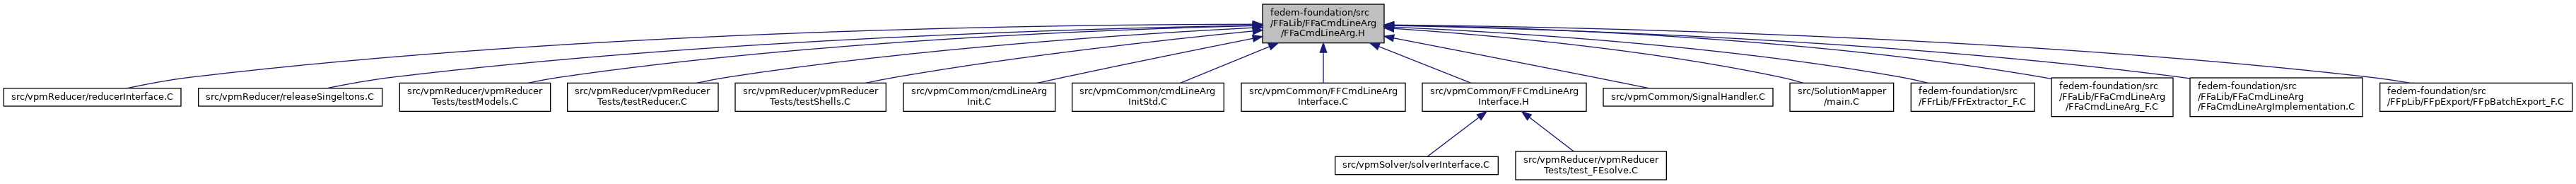 fedem-foundation/src
/FFaLib/FFaCmdLineArg
/FFaCmdLineArg.H
src/vpmReducer/reducerInterface.C
src/vpmReducer/releaseSingeltons.C
src/vpmReducer/vpmReducer
Tests/testModels.C
src/vpmReducer/vpmReducer
Tests/testReducer.C
src/vpmReducer/vpmReducer
Tests/testShells.C
src/vpmCommon/cmdLineArg
Init.C
src/vpmCommon/cmdLineArg
InitStd.C
src/vpmCommon/FFCmdLineArg
Interface.C
src/vpmCommon/FFCmdLineArg
Interface.H
src/vpmCommon/SignalHandler.C
src/SolutionMapper
/main.C
fedem-foundation/src
/FFrLib/FFrExtractor_F.C
fedem-foundation/src
/FFaLib/FFaCmdLineArg
/FFaCmdLineArg_F.C
fedem-foundation/src
/FFaLib/FFaCmdLineArg
/FFaCmdLineArgImplementation.C
fedem-foundation/src
/FFpLib/FFpExport/FFpBatchExport_F.C
src/vpmSolver/solverInterface.C
src/vpmReducer/vpmReducer
Tests/test_FEsolve.C